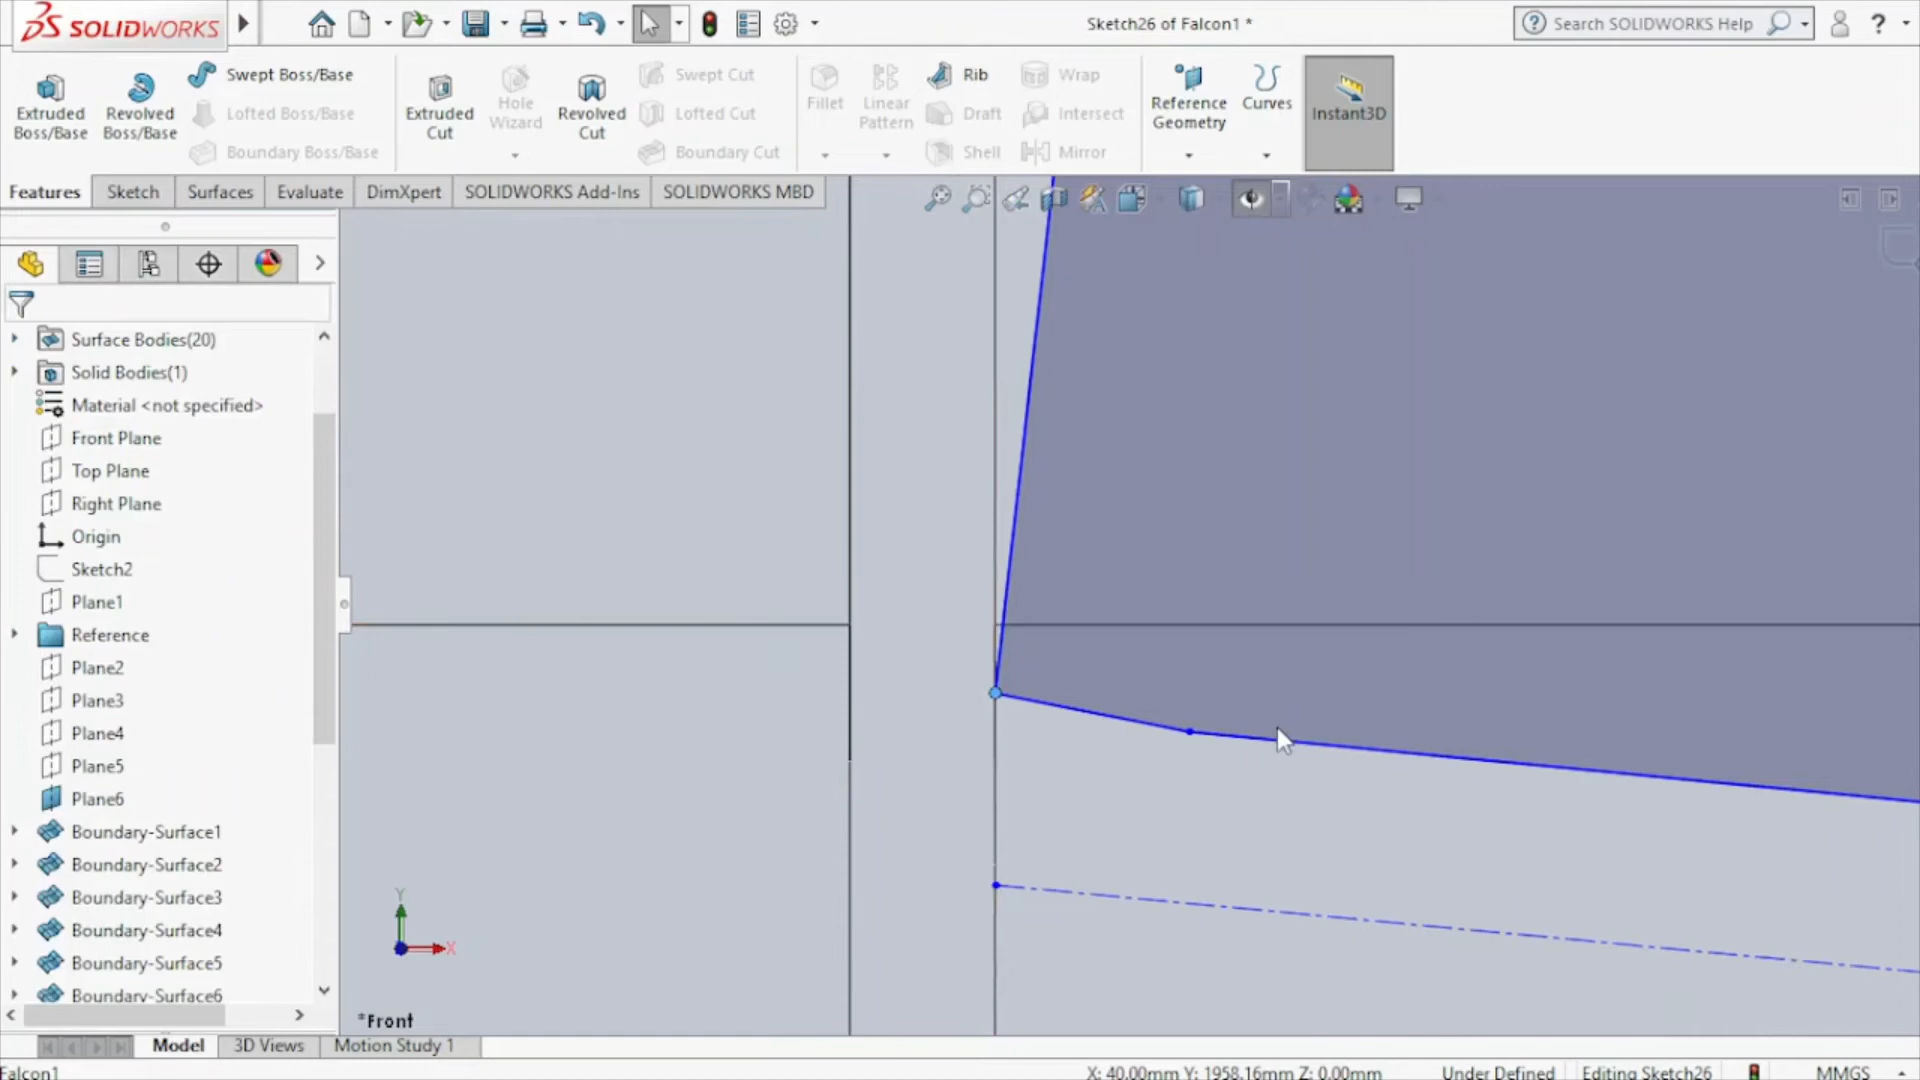 SOLIDWORKS
Sketch26 of Falcon1 *
Search SOLIDWORKS Help
?
Extruded Boss/Base
Revolved Boss/Base
Swept Boss/Base
Lofted Boss/Base
Boundary Boss/Base
Extruded Cut
Hole Wizard
Revolved Cut
Swept Cut
Lofted Cut
Boundary Cut
Fillet
Linear Pattern
Rib
Draft
Shell
Wrap
Intersect
Mirror
Reference Geometry
Curves
Instant3D
Features
Sketch
Surfaces
Evaluate
DimXpert
SOLIDWORKS Add-Ins
SOLIDWORKS MBD
Surface Bodies(20)
Solid Bodies(1)
Material <not specified>
Front Plane
Top Plane
Right Plane
Origin
Sketch2
Plane1
Reference
Plane2
Plane3
Plane4
Plane5
Plane6
Boundary-Surface1
Boundary-Surface2
Boundary-Surface3
Boundary-Surface4
Boundary-Surface5
Boundary-Surface6
Y
X
*Front
Model
3D Views
Motion Study 1
Falcon1
X: 40.00mm Y: 1958.16mm Z: 0.00mm
Under Defined
Editing Sketch26
MMGS